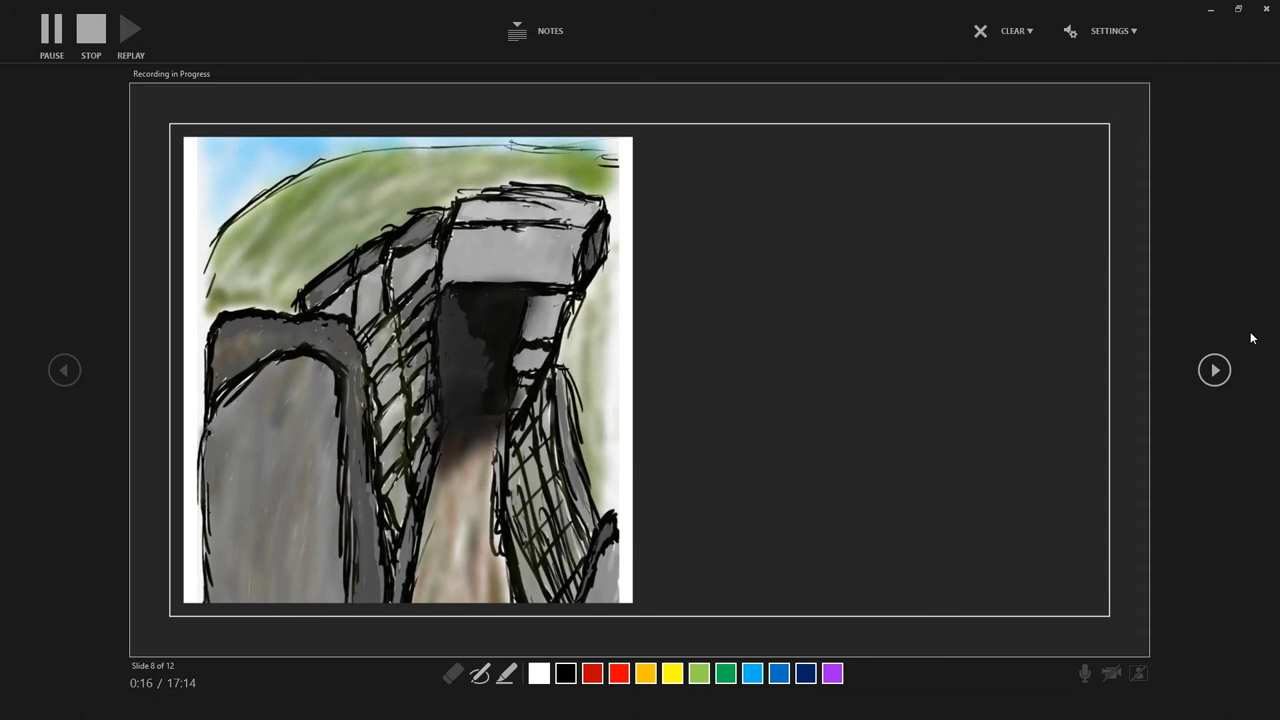 PAUSE STOP REPLAY
NOTES
CLEAR
SETTINGS
Recording in Progress
Slide 8 of 12
0:16 / 17:14